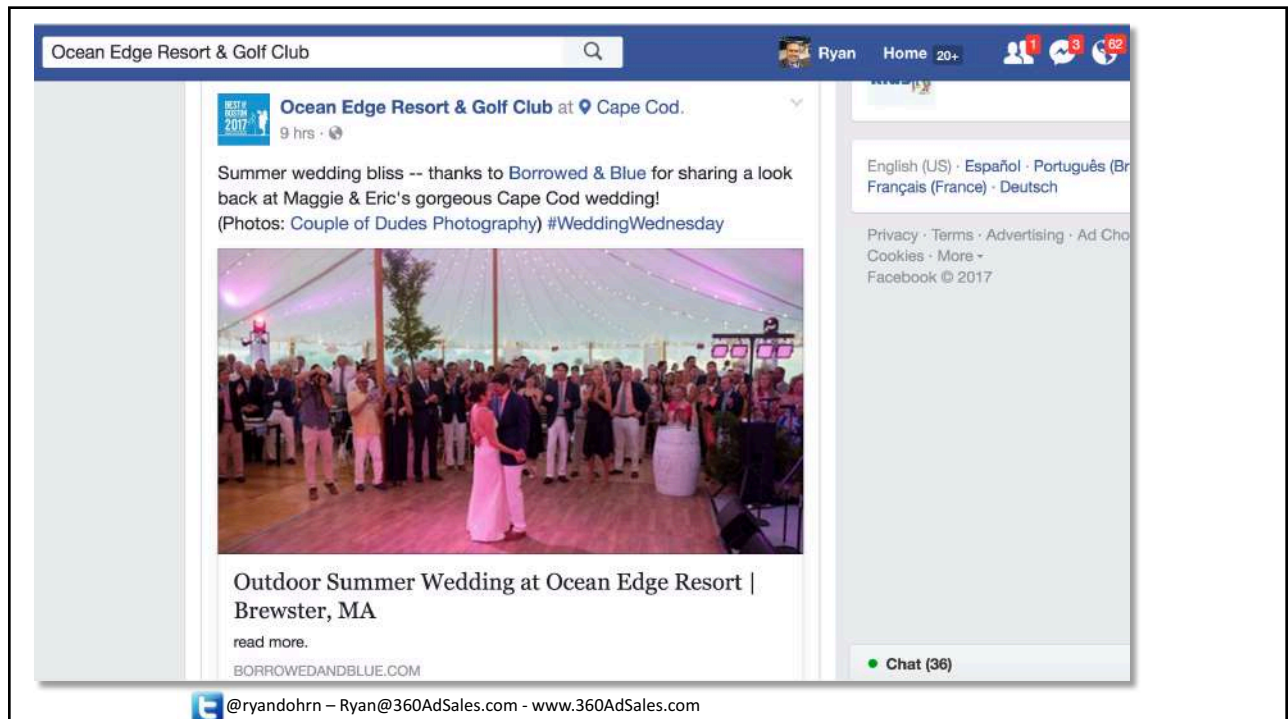 Ocean Edge Resort & Golf Club
Ryan Home 20+ 1 3 62
BEST OF
BOSTON
2017
Ocean Edge Resort & Golf Club at Cape Cod.
9 hrs ·
Summer wedding bliss -- thanks to Borrowed & Blue for sharing a look
back at Maggie & Eric's gorgeous Cape Cod wedding!
(Photos: Couple of Dudes Photography) #WeddingWednesday
Outdoor Summer Wedding at Ocean Edge Resort |
Brewster, MA
read more.
BORROWEDANDBLUE.COM
English (US) · Español · Português (Br
Français (France) · Deutsch
Privacy · Terms · Advertising · Ad Cho
Cookies · More
Facebook © 2017
Chat (36)
@ryandohrn – Ryan@360AdSales.com - www.360AdSales.com